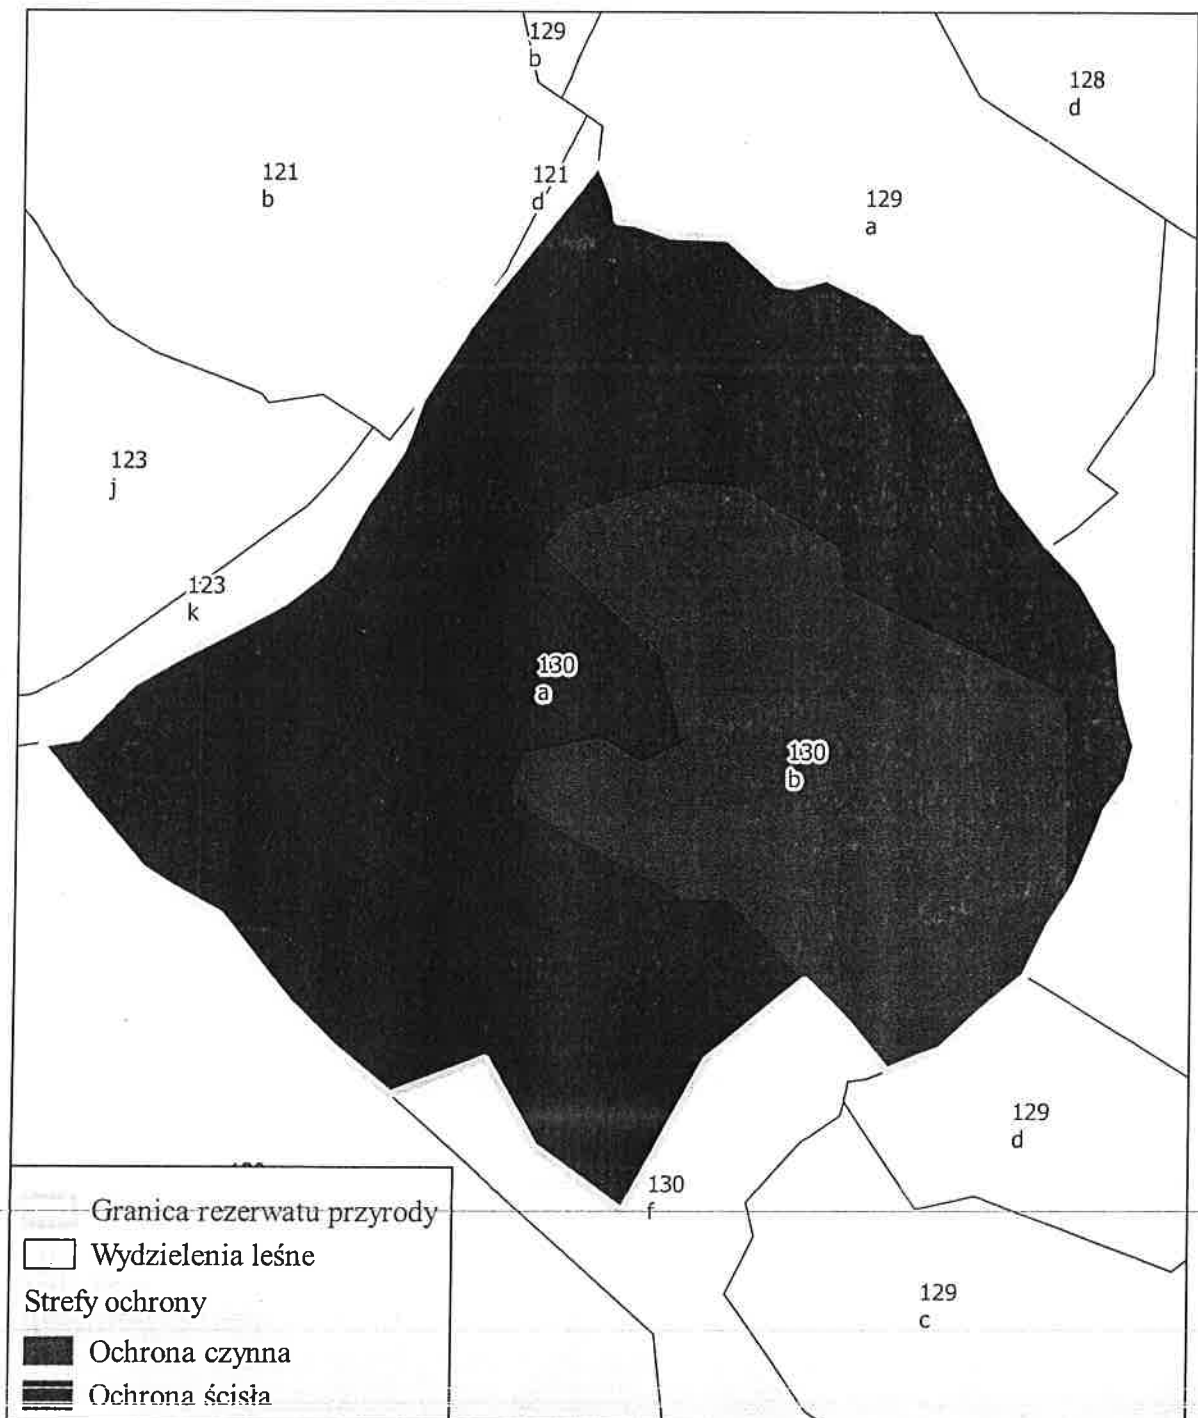 129
b
128
d
121
b
121
d
129
a
123
j
123
k
130
a
130
b
129
d
130
f
129
c
Granica rezerwatu przyrody
Wydzielenia leśne
Strefy ochrony
Ochrona czynna
Ochrona ścisła